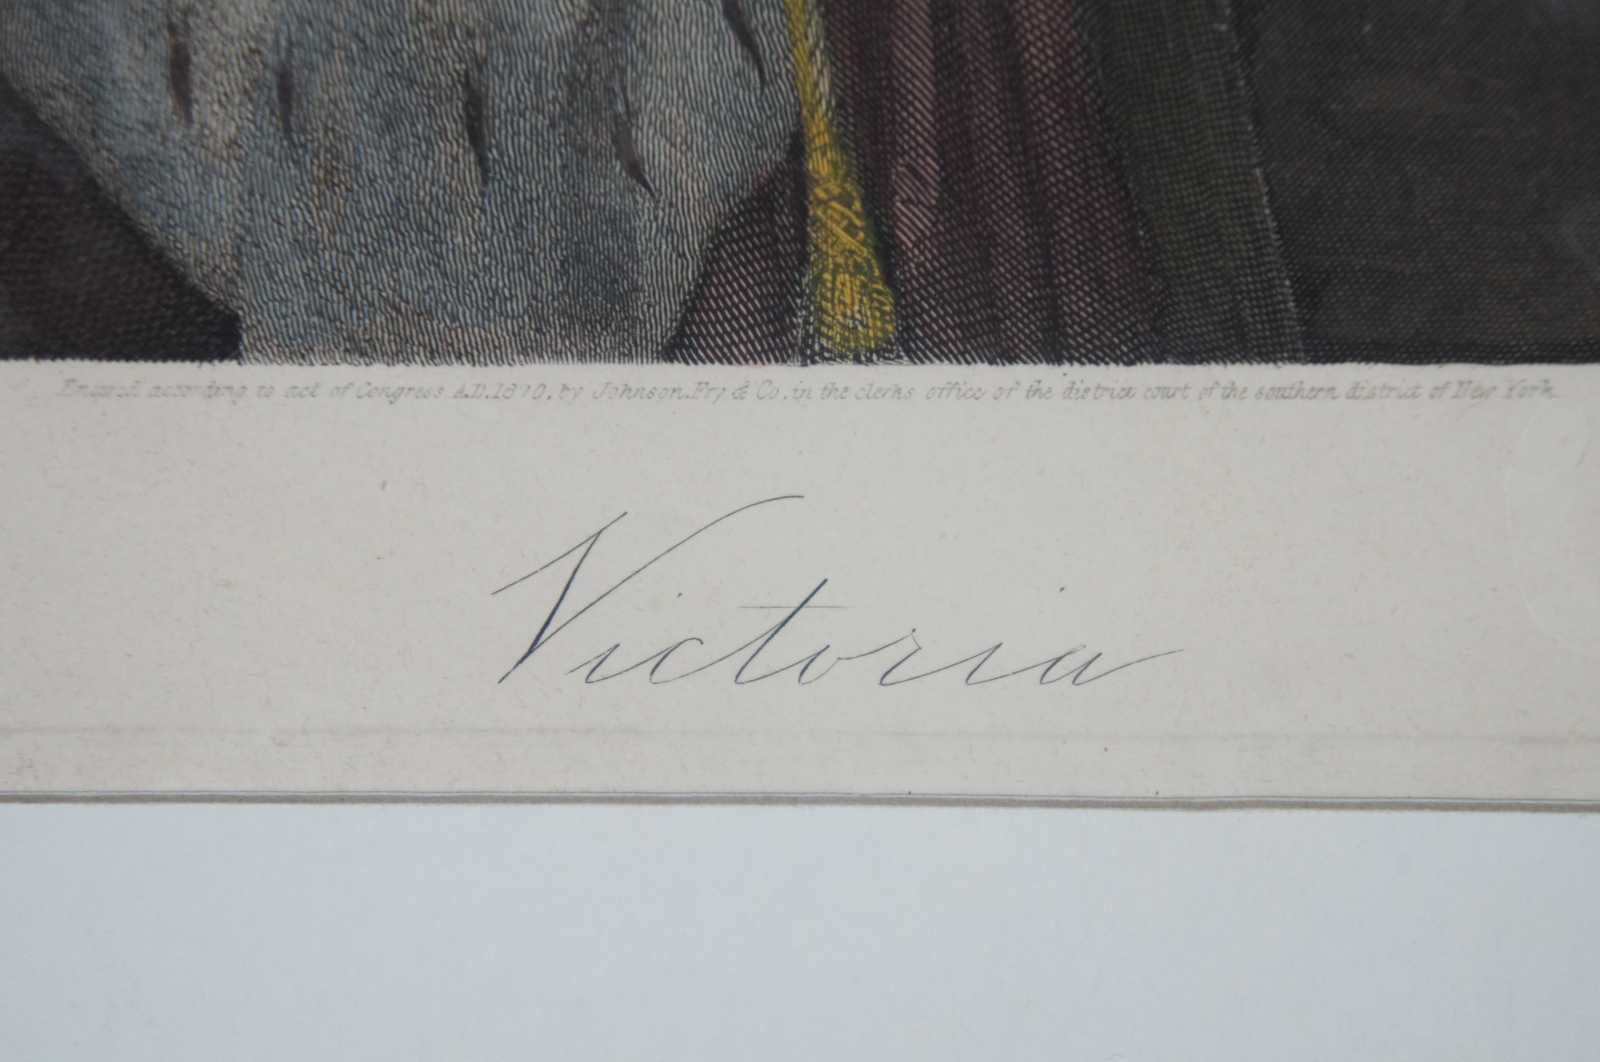 Enterd according to act of Congress A.D. 1870, by Johnson, Fry & Co. in the clerks office of the district court of the southern district of New York.
Victoria